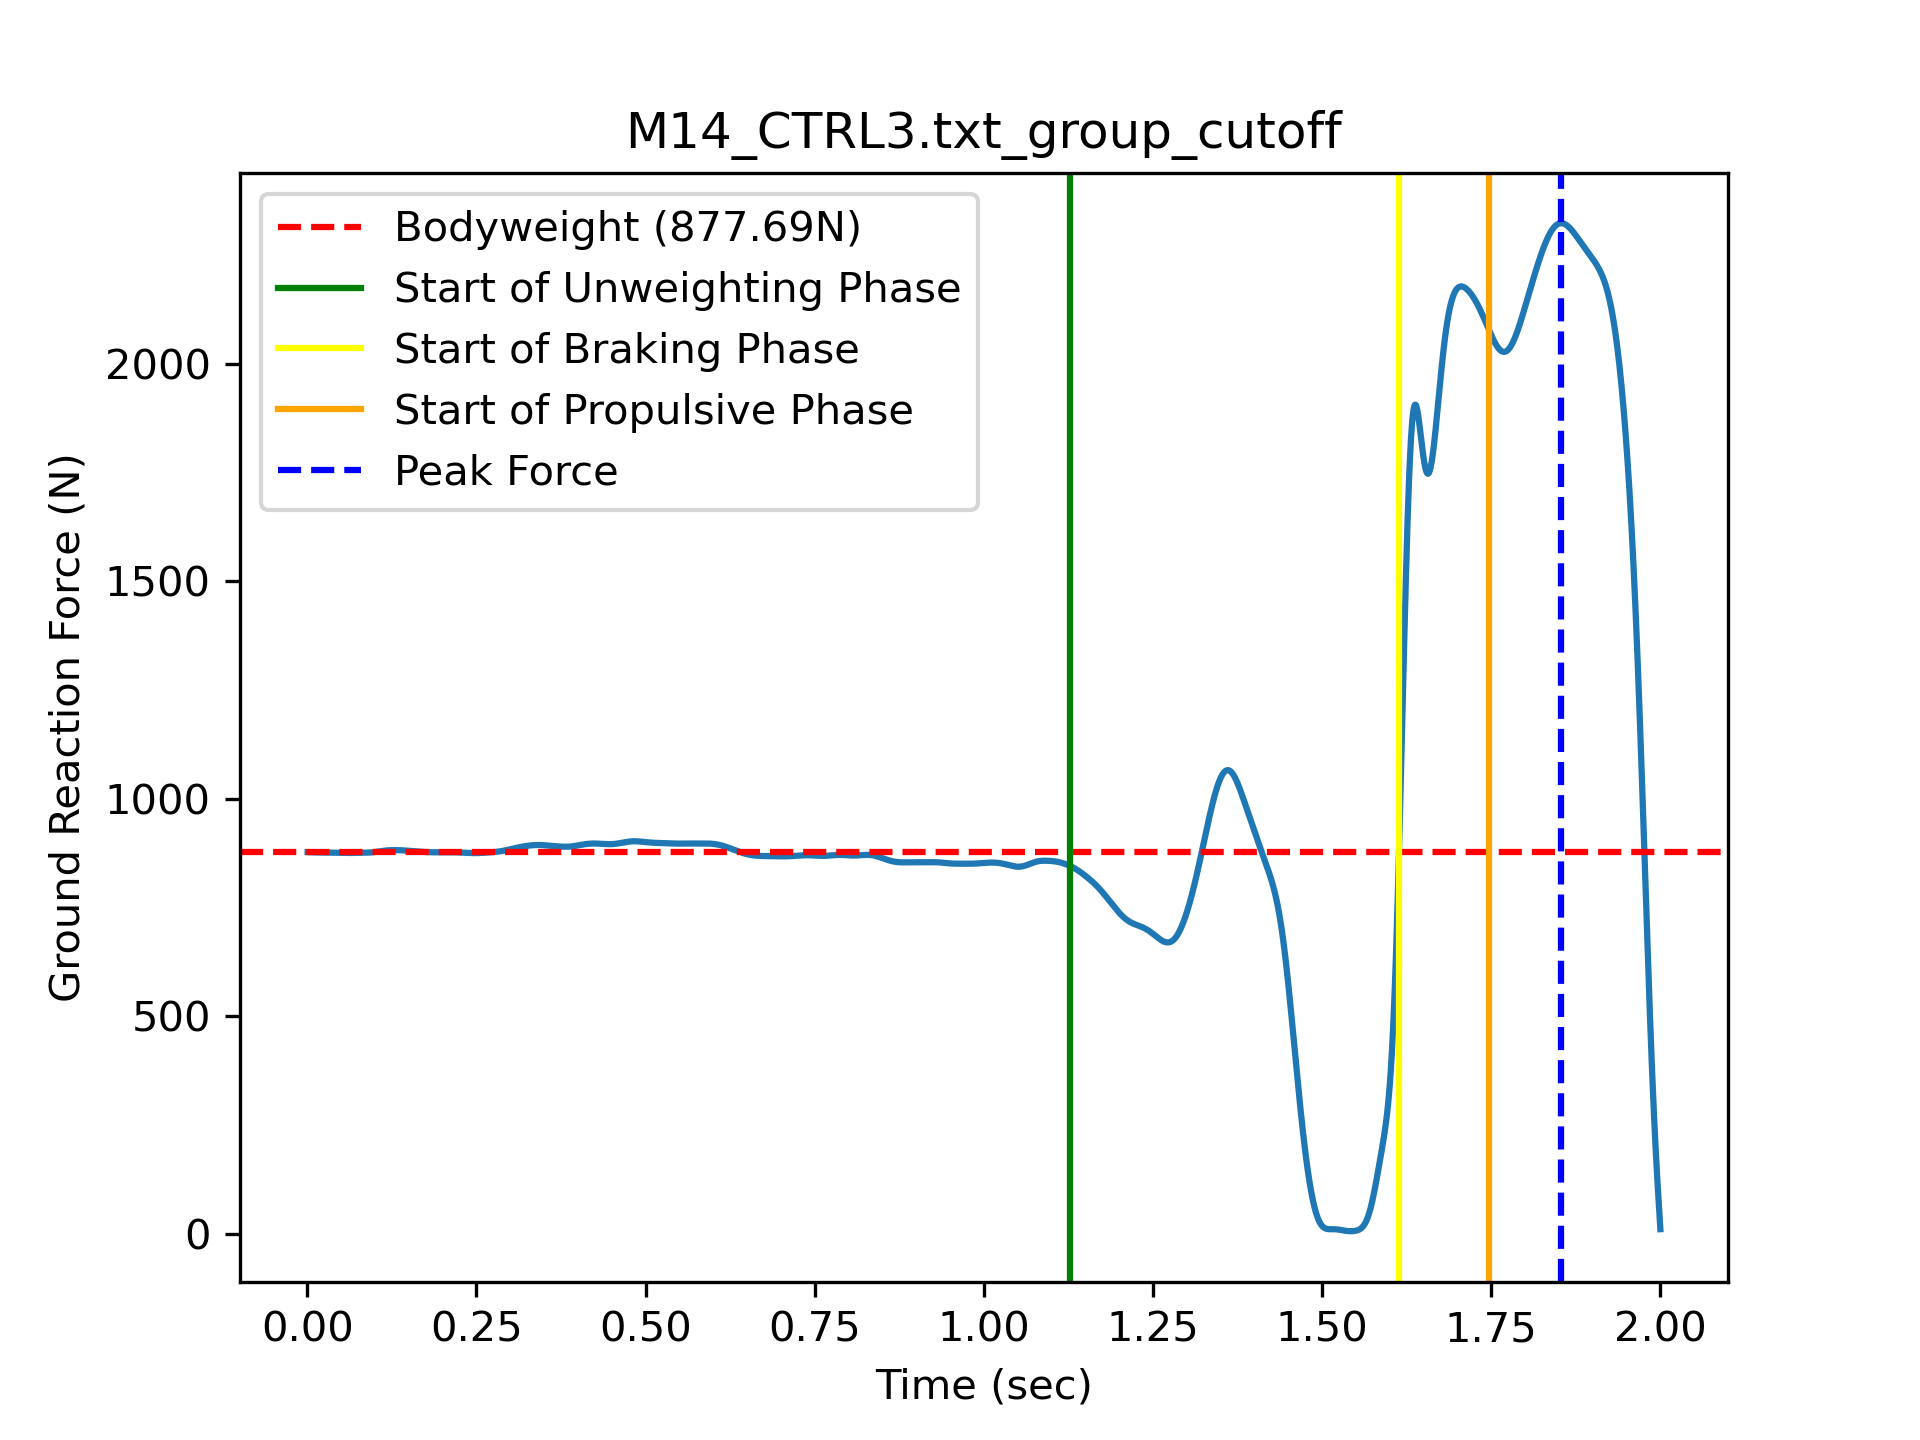 M14_CTRL3.txt_group_cutoff
Bodyweight (877.69N)
Start of Unweighting Phase
Start of Braking Phase
Start of Propulsive Phase
Peak Force
Ground Reaction Force (N)
2000
1500
1000
500
0
0.00 0.25 0.50 0.75 1.00 1.25 1.50 1.75 2.00
Time (sec)